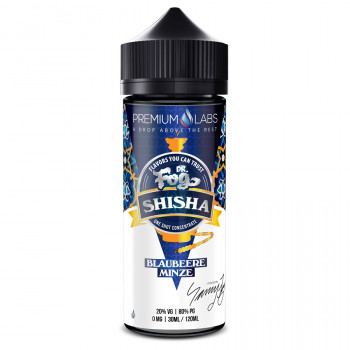 PREMIUM LABS
A DROP ABOVE THE REST
FLAVORS YOU CAN TRUST
DR.
Fog
SHISHA
ONE SHOT CONCENTRATE
BLAUBEERE
MINZE
20% VG | 80% PG
0 MG | 30ML / 120ML